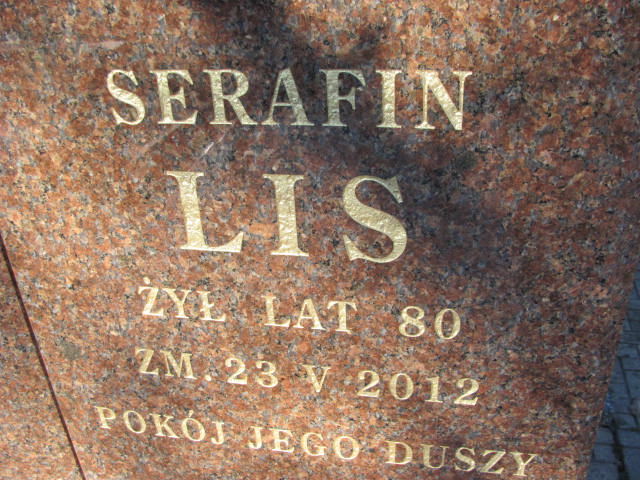 SERAFIN
LIS
ŻYŁ LAT 80
ZM. 23 V 2012
POKÓJ JEGO DUSZY